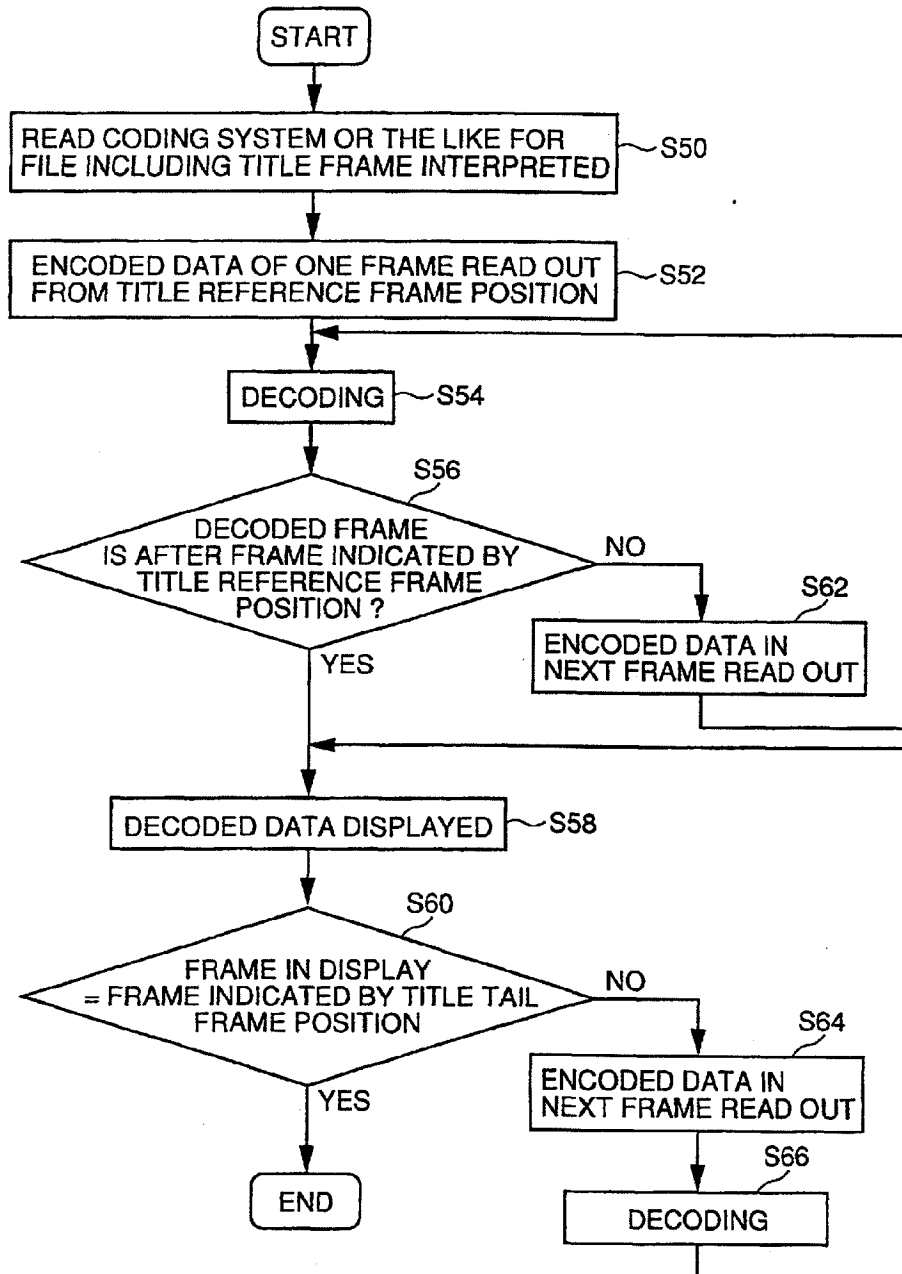 START
READ CODING SYSTEM OR THE LIKE FOR
FILE INCLUDING TITLE FRAME INTERPRETED
S50
ENCODED DATA OF ONE FRAME READ OUT
FROM TITLE REFERENCE FRAME POSITION
S52
DECODING
S54
S56
DECODED FRAME
IS AFTER FRAME INDICATED BY
TITLE REFERENCE FRAME
POSITION ?
NO
YES
S62
ENCODED DATA IN
NEXT FRAME READ OUT
DECODED DATA DISPLAYED
S58
S60
FRAME IN DISPLAY
= FRAME INDICATED BY TITLE TAIL
FRAME POSITION
NO
YES
S64
ENCODED DATA IN
NEXT FRAME READ OUT
S66
DECODING
END